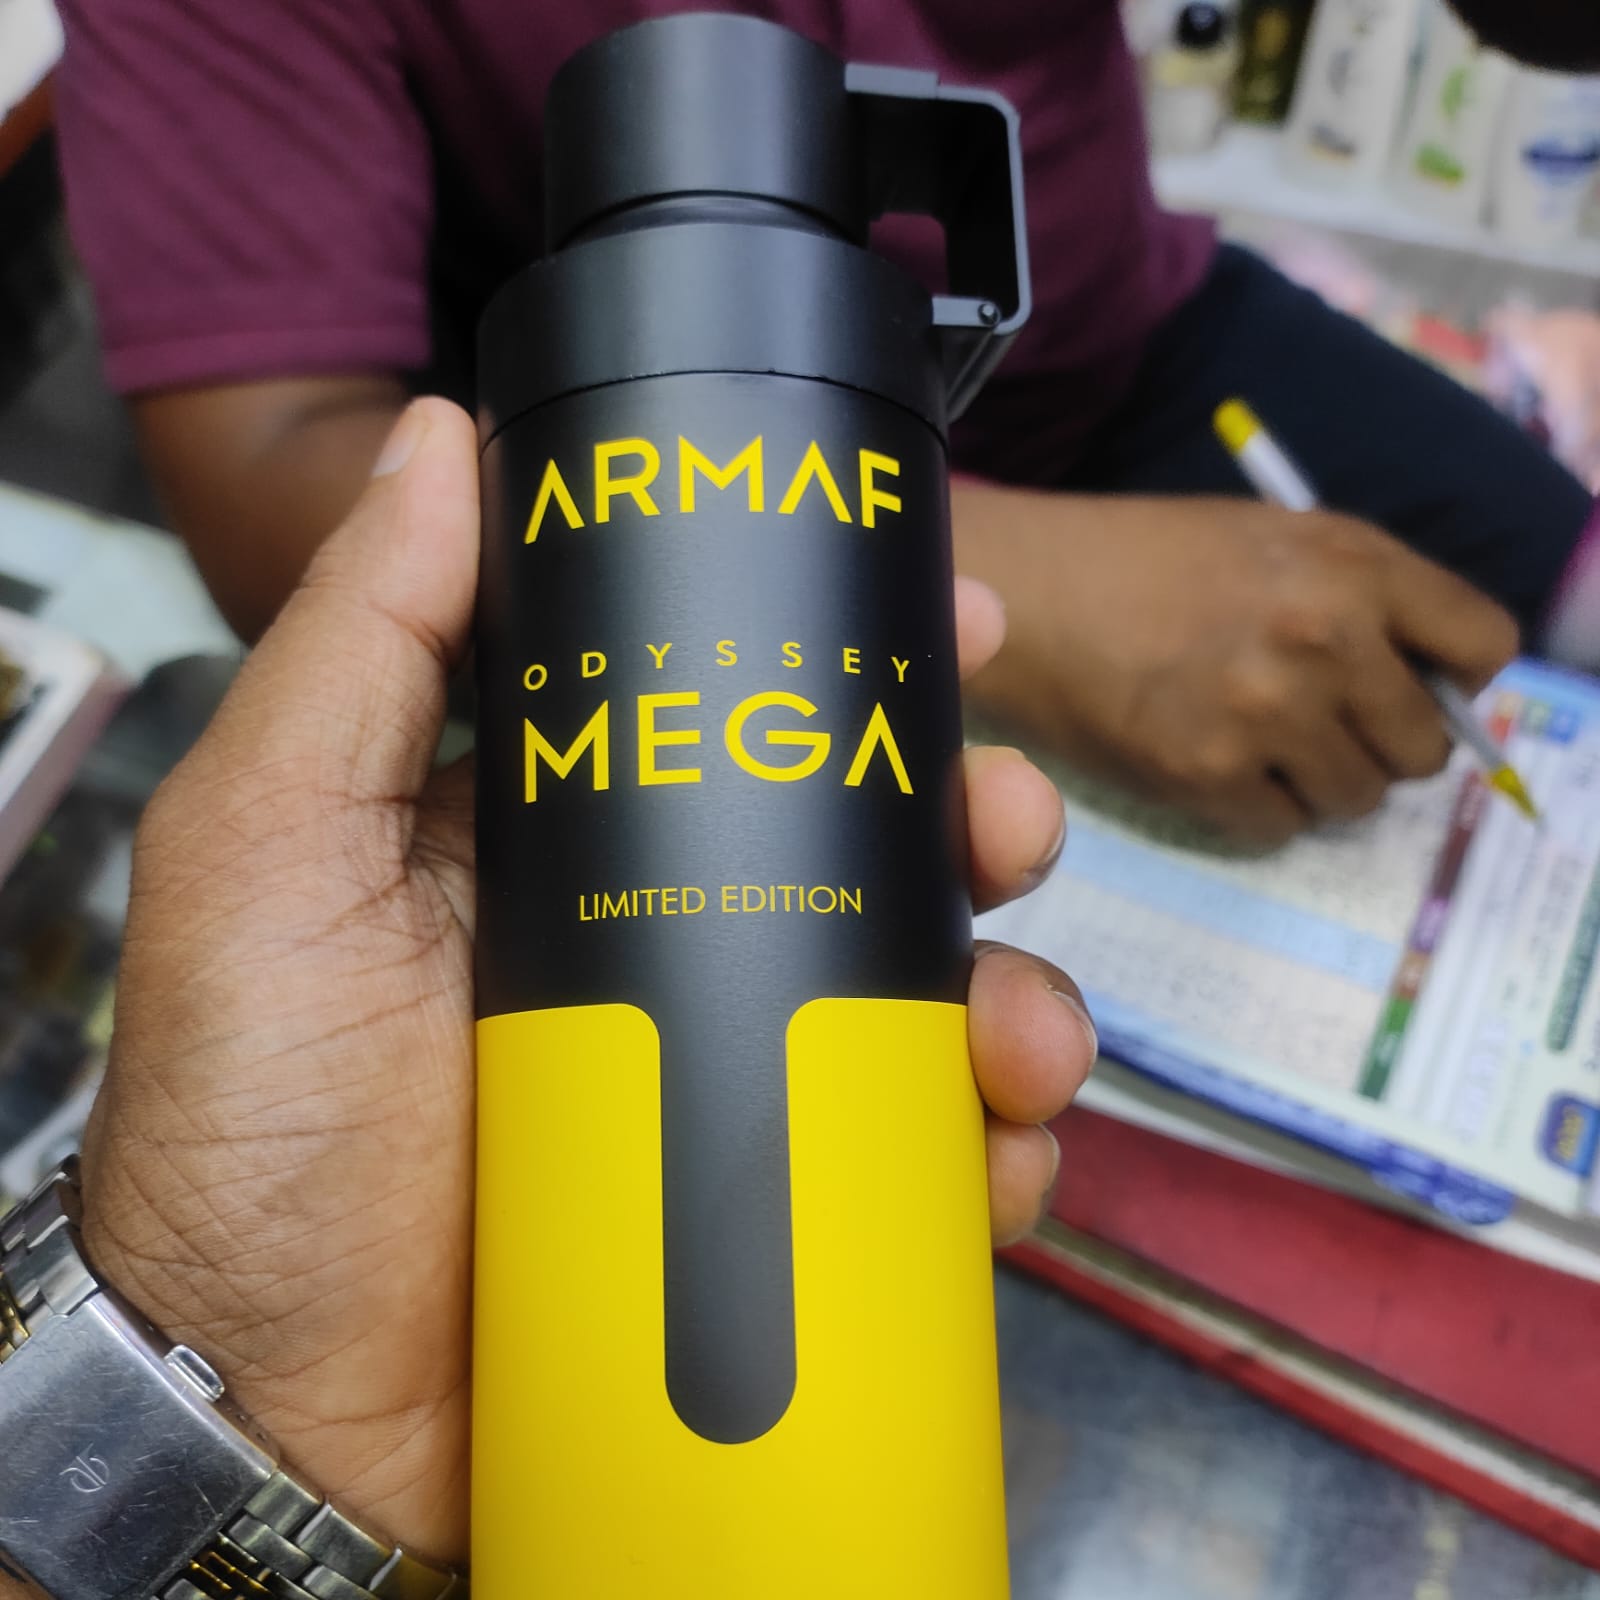 ARMAF
ODYSSEY
MEGA
LIMITED EDITION